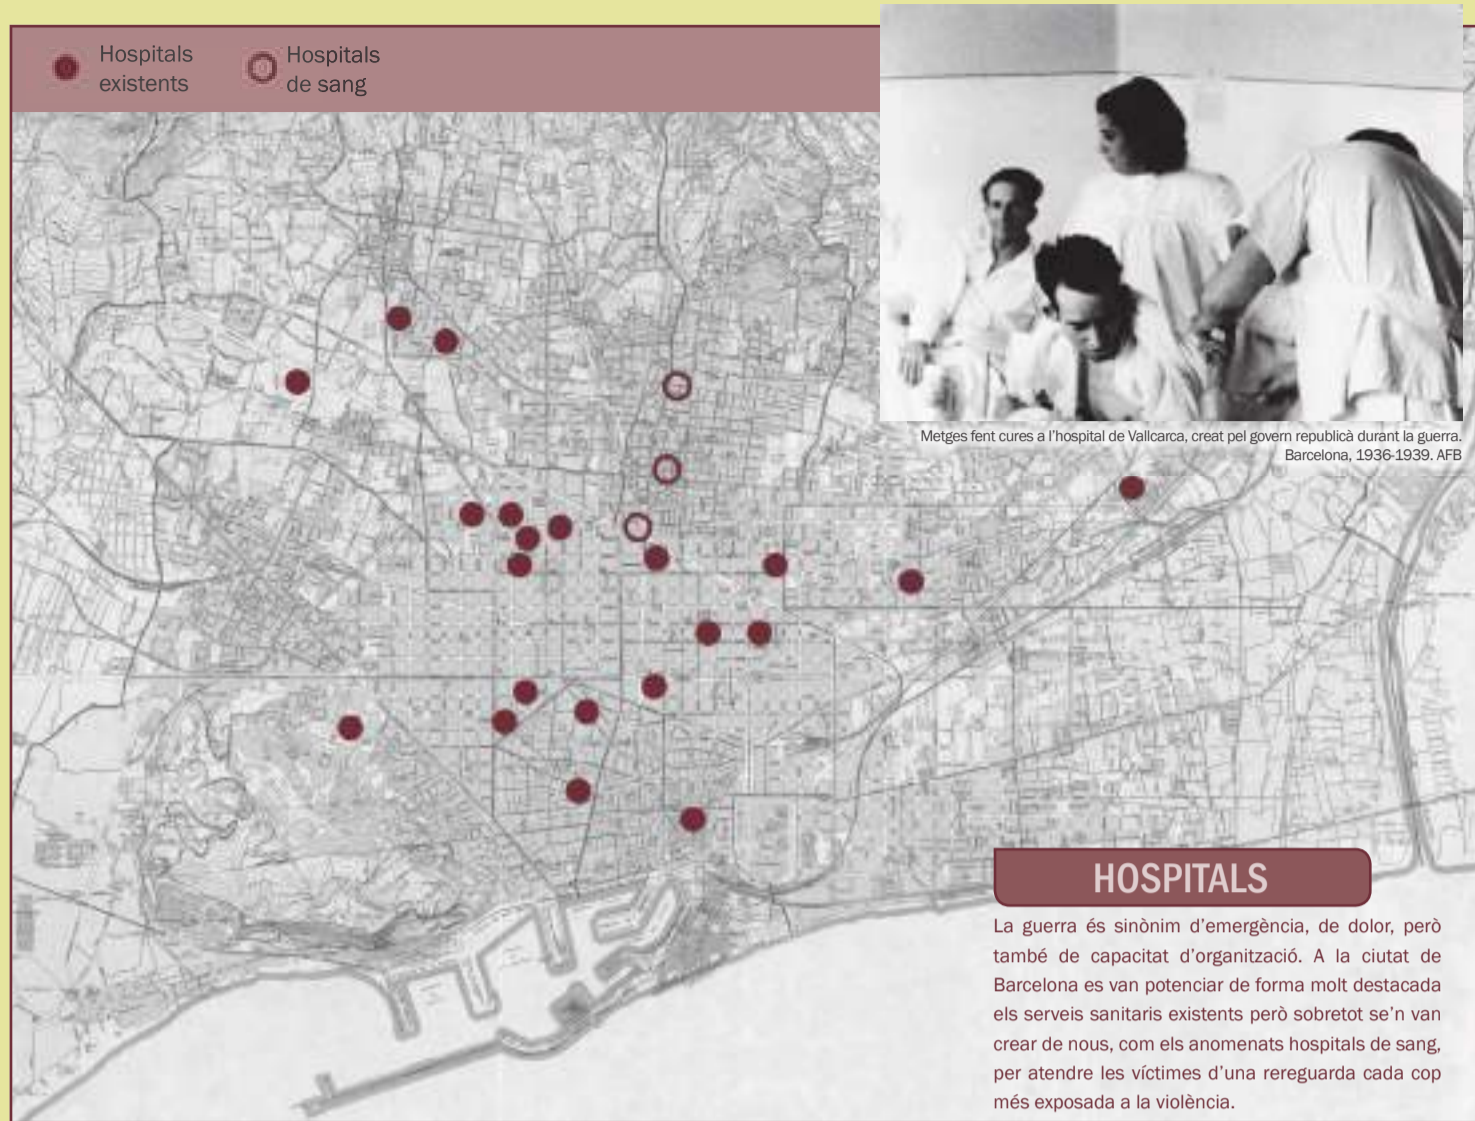 Hospitals
existents
Hospitals
de sang
Metges fent cures a l'hospital de Vallcarca, creat pel govern republicà durant la guerra.
Barcelona, 1936-1939. AFB
HOSPITALS
La guerra és sinònim d'emergència, de dolor, però
també de capacitat d'organització. A la ciutat de
Barcelona es van potenciar de forma molt destacada
els serveis sanitaris existents però sobretot se'n van
crear de nous, com els anomenats hospitals de sang,
per atendre les víctimes d'una rereguarda cada cop
més exposada a la violència.